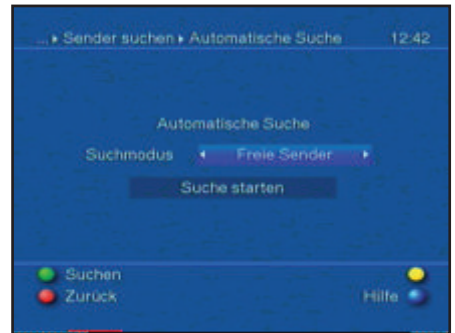 ... ▸ Sender suchen ▸ Automatische Suche 12:42
Automatische Suche
Suchmodus Freie Sender
Suche starten
Suchen
Zurück Hilfe